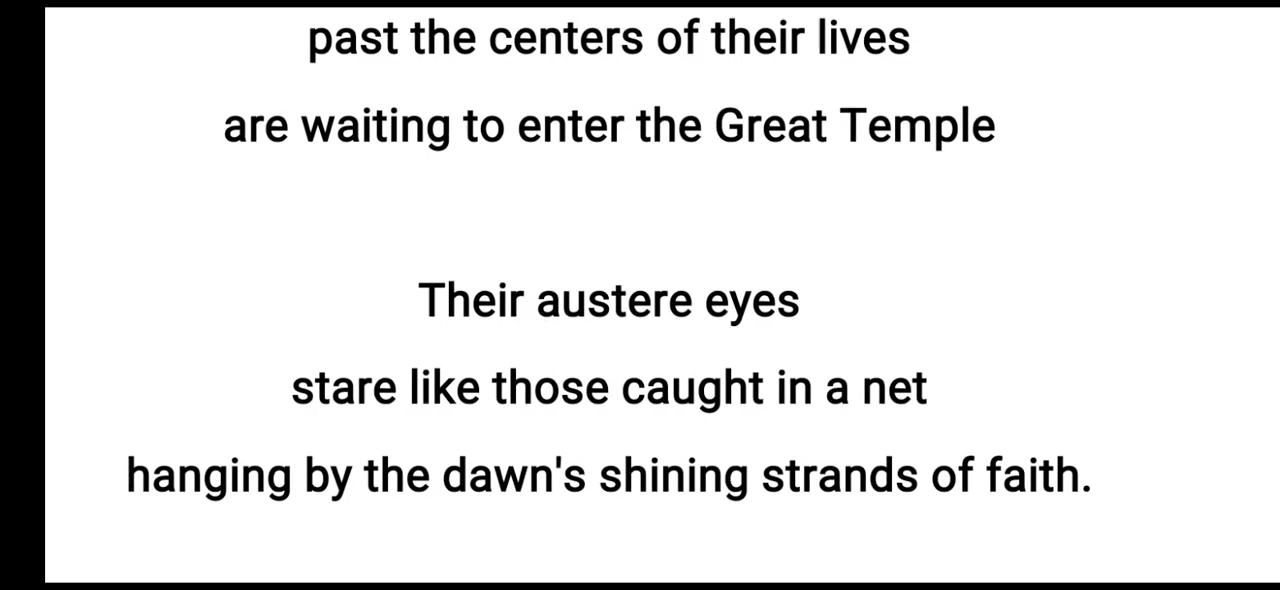 past the centers of their lives
are waiting to enter the Great Temple
Their austere eyes
stare like those caught in a net
hanging by the dawn's shining strands of faith.